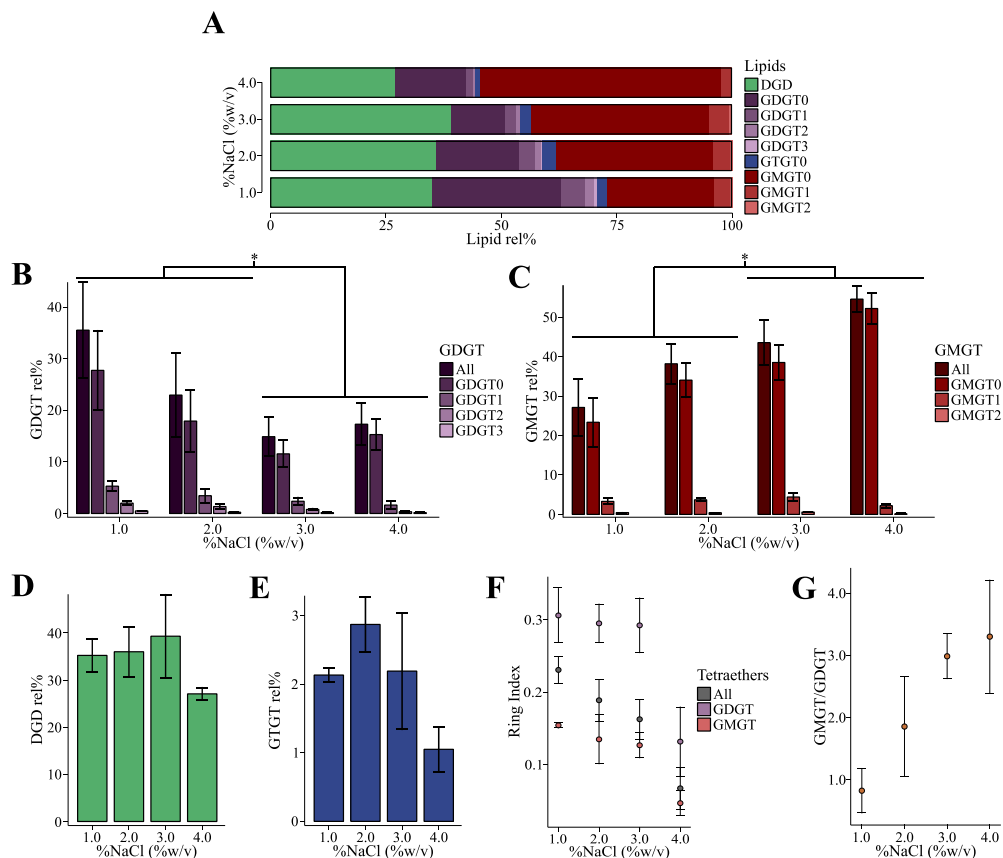 A
%NaCl (%w/v)
4.0
3.0
2.0
1.0
0
25
50
75
100
Lipid rel%
Lipids
DGD
GDGT0
GDGT1
GDGT2
GDGT3
GTGT0
GMGT0
GMGT1
GMGT2
B
*
GDGT rel%
40
30
20
10
0
1.0
2.0
3.0
4.0
%NaCl (%w/v)
GDGT
All
GDGT0
GDGT1
GDGT2
GDGT3
C
*
GMGT rel%
50
40
30
20
10
0
1.0
2.0
3.0
4.0
%NaCl (%w/v)
GMGT
All
GMGT0
GMGT1
GMGT2
D
DGD rel%
40
30
20
10
0
1.0
2.0
3.0
4.0
%NaCl (%w/v)
E
GTGT rel%
3
2
1
0
1.0
2.0
3.0
4.0
%NaCl (%w/v)
F
Ring Index
0.3
0.2
0.1
1.0
2.0
3.0
4.0
%NaCl (%w/v)
Tetraethers
All
GDGT
GMGT
G
GMGT/GDGT
4.0
3.0
2.0
1.0
1.0
2.0
3.0
4.0
%NaCl (%w/v)